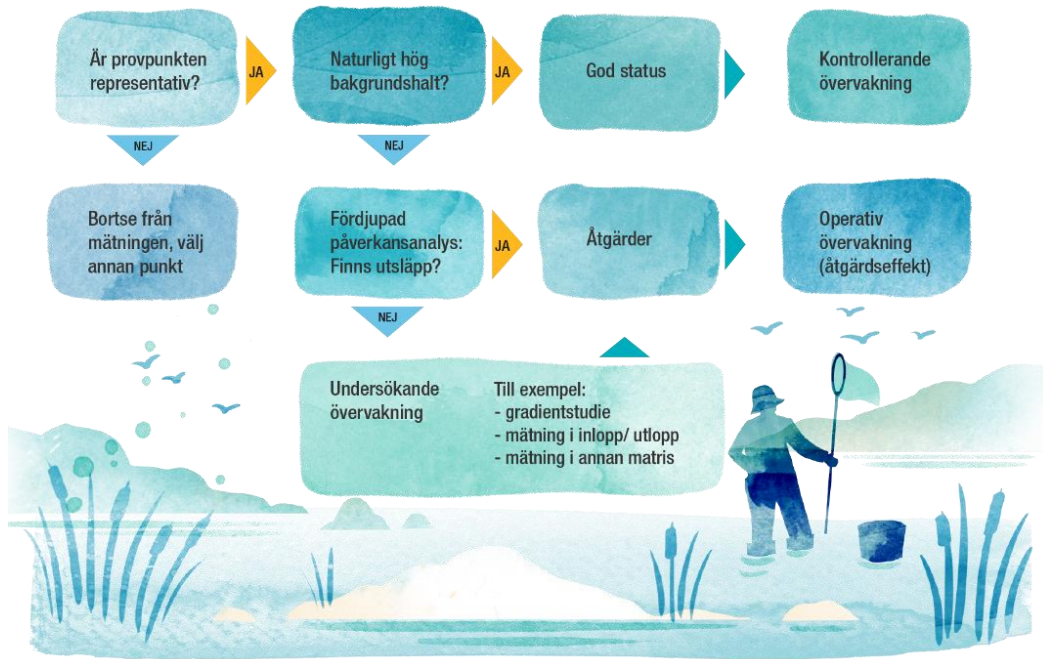 Är provpunkten
representativ?
JA
Naturligt hög
bakgrundshalt?
JA
God status
Kontrollerande
övervakning
NEJ
NEJ
Bortse från
mätningen, välj
annan punkt
Fördjupad
påverkansanalys:
Finns utsläpp?
JA
Åtgärder
Operativ
övervakning
(åtgärdseffekt)
NEJ
Undersökande
övervakning
Till exempel:
- gradientstudie
- mätning i inlopp/ utlopp
- mätning i annan matris